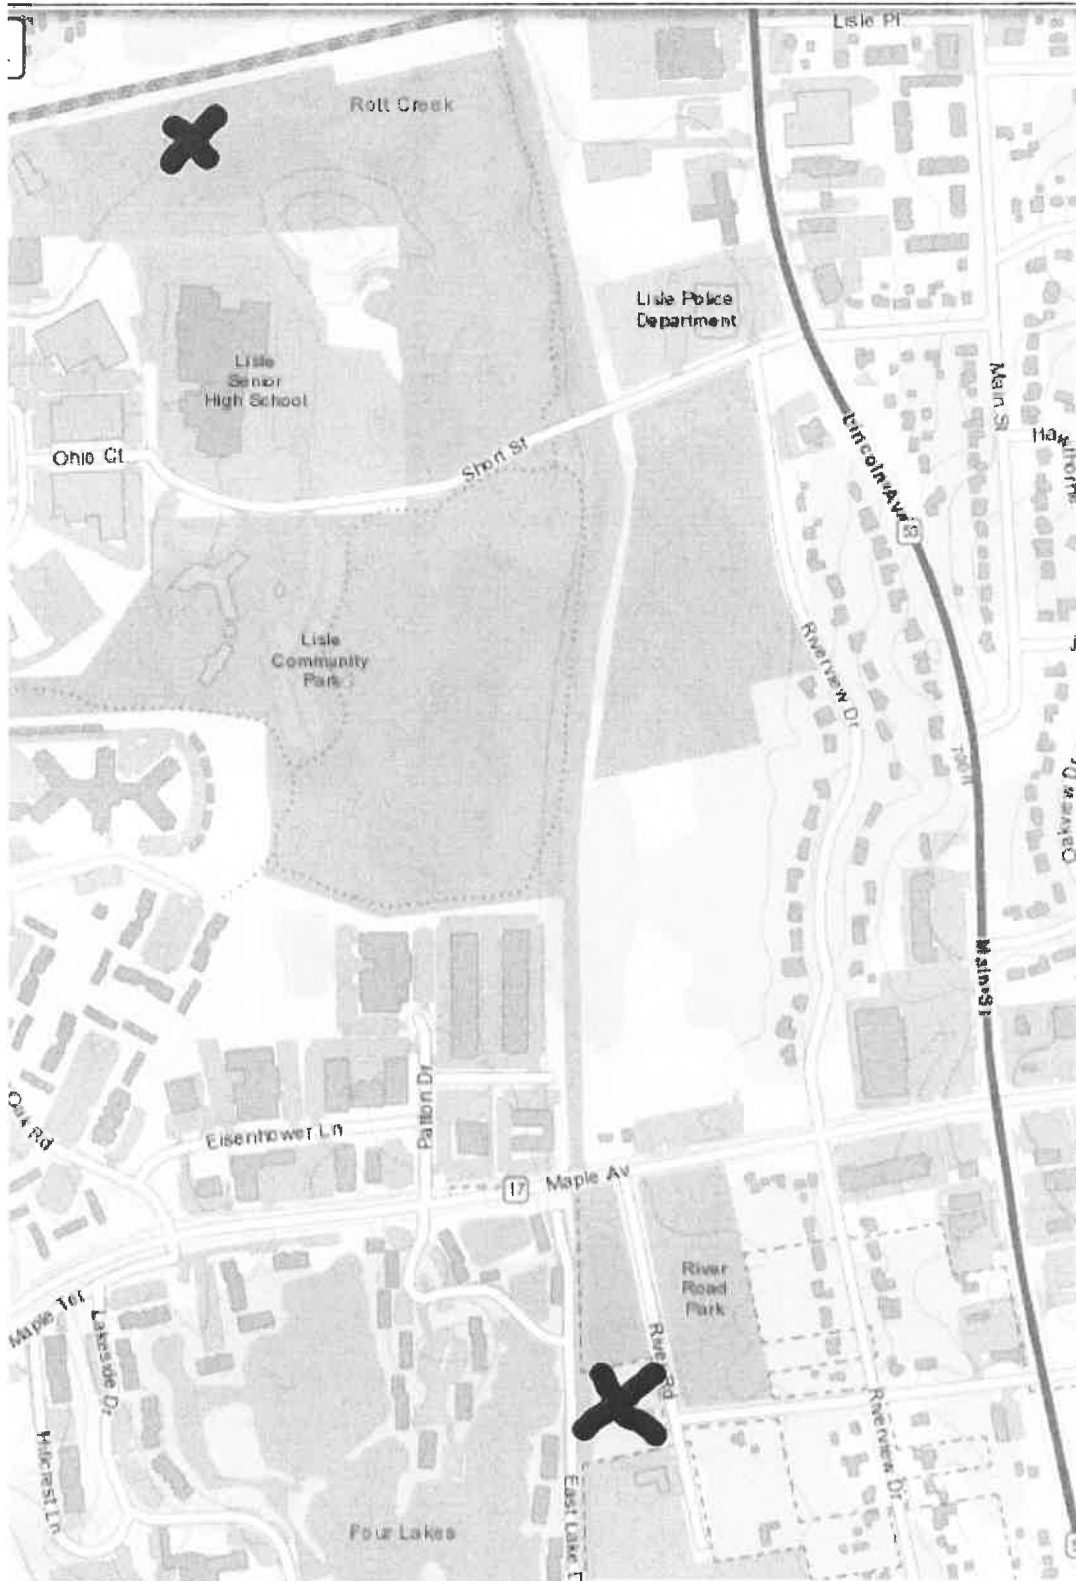 Lisle Pl
Rott Creek
Lisle Police
Department
Lisle
Senior
High School
Main St
Ohio Ct
Short St
Lincoln Ave
53
Lisle
Community
Park
Riverview Dr
700 ft
Oakview Dr
Main St
Oak Rd
Patton Dr
Eisenhower Ln
17
Maple Av
River
Road
Park
Maple Ter
Lakeside Dr
River Rd
Hillcrest Ln
Riverview Dr
Four Lakes
East Lake